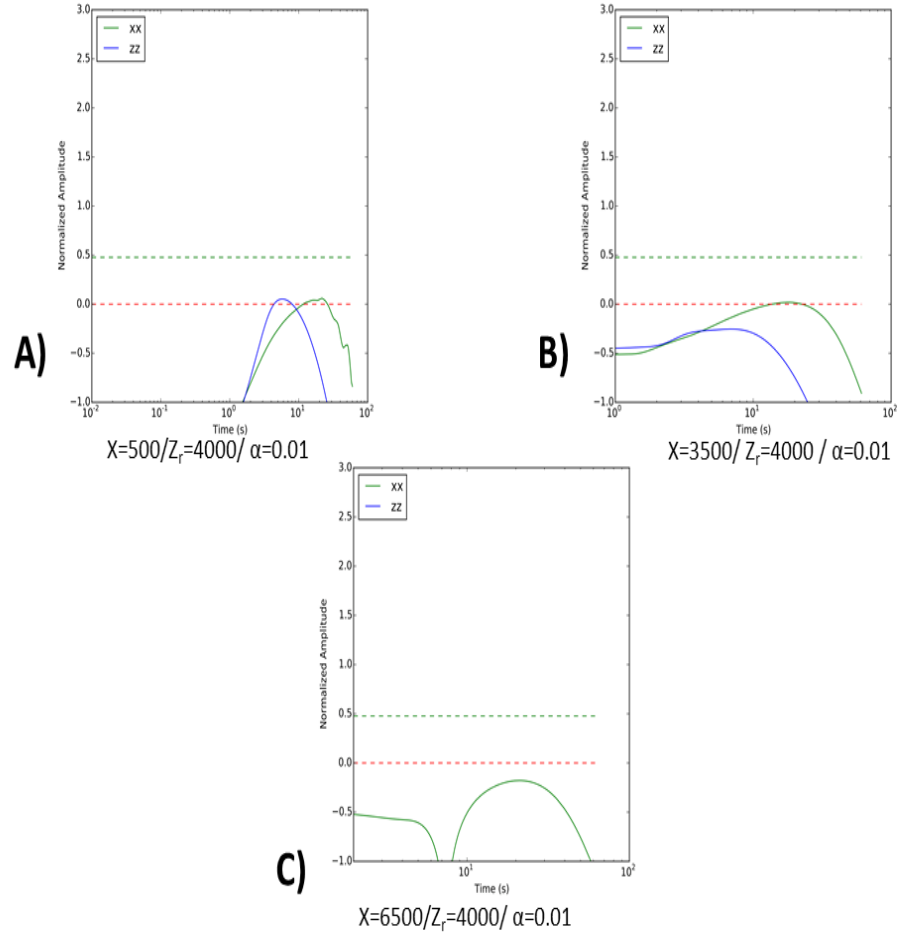 xx
zz
3.0
2.5
2.0
1.5
1.0
0.5
0.0
−0.5
−1.0
Normalized Amplitude
10⁻² 10⁻¹ 10⁰ 10¹ 10²
Time (s)
A)
X=500/Zᵣ=4000/ α=0.01
xx
zz
3.0
2.5
2.0
1.5
1.0
0.5
0.0
−0.5
−1.0
Normalized Amplitude
10⁰ 10¹ 10²
Time (s)
B)
X=3500/ Zᵣ=4000 / α=0.01
xx
zz
3.0
2.5
2.0
1.5
1.0
0.5
0.0
−0.5
−1.0
Normalized Amplitude
10¹ 10²
Time (s)
C)
X=6500/Zᵣ=4000/ α=0.01